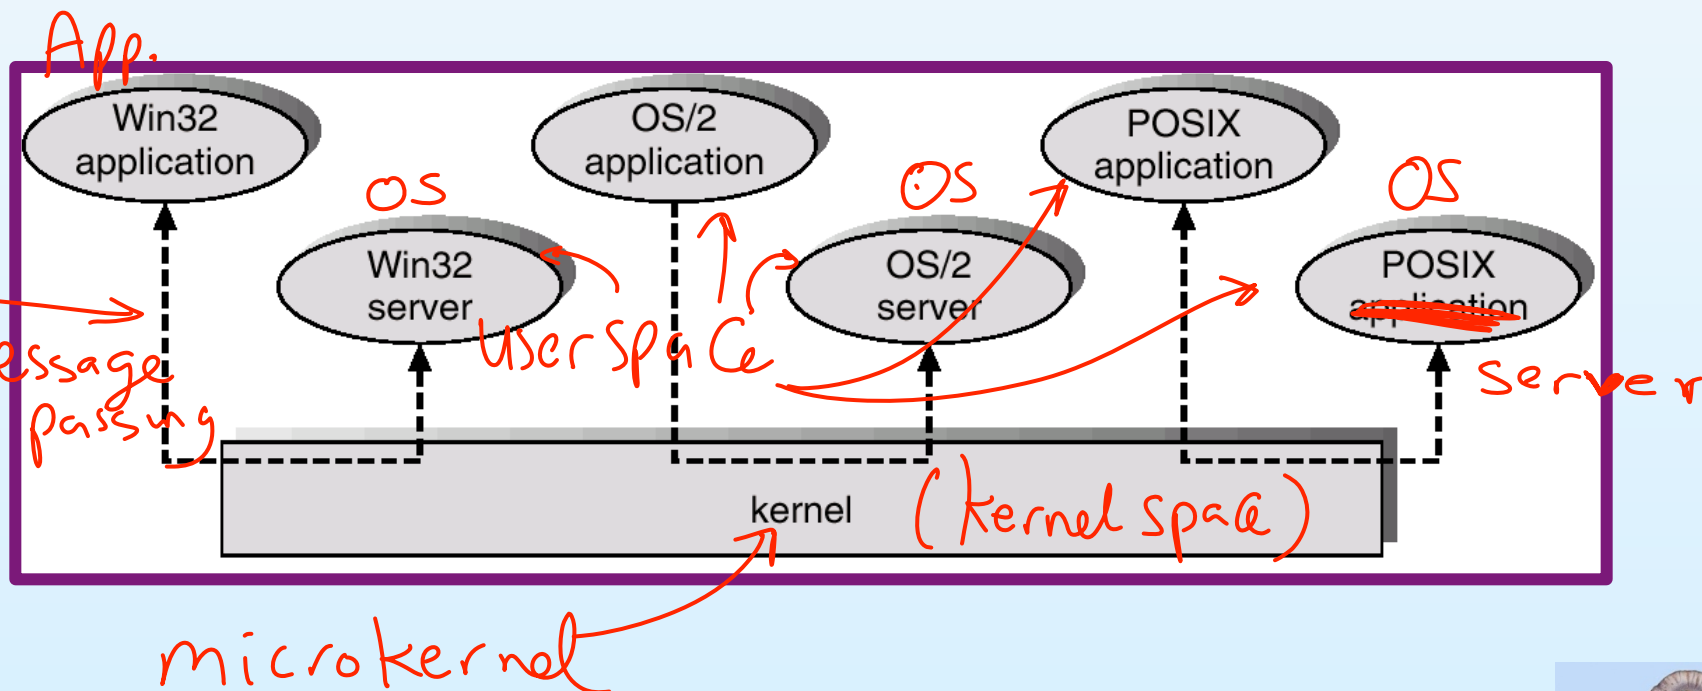 App.
Win32
application
OS/2
application
POSIX
application
OS
OS
OS
Win32
server
OS/2
server
POSIX
application
user space
essage
passing
server
kernel
(kernel space)
microkernel